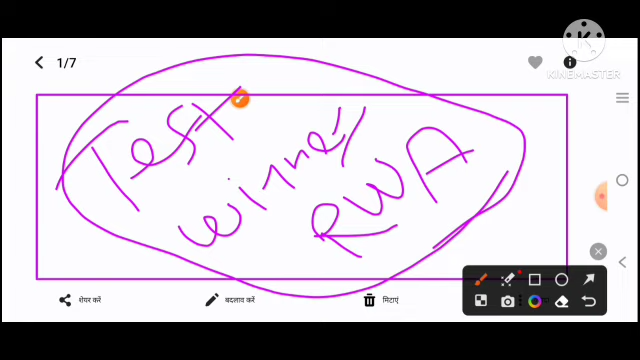 KINEMASTER
1/7
Test
winner
RWA
शेयर करें
बदलाव करें
मिटाएं